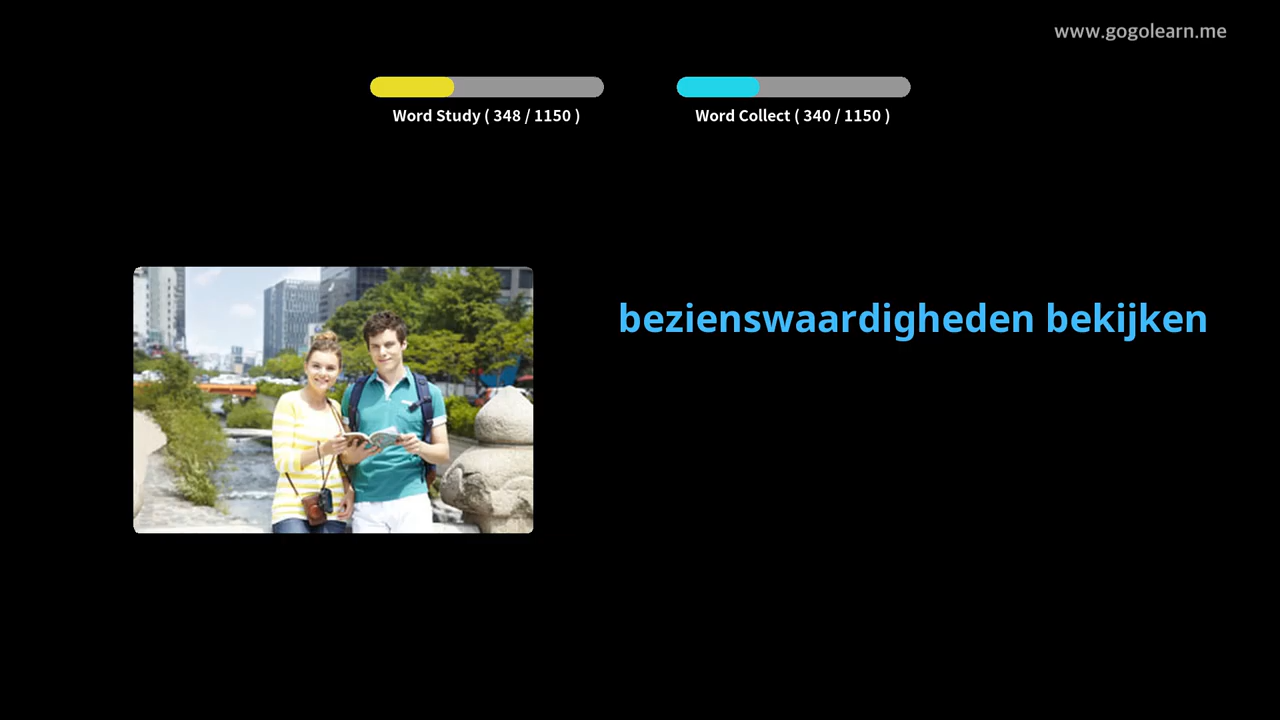 www.gogolearn.me
Word Study ( 348 / 1150 )
Word Collect ( 340 / 1150 )
bezienswaardigheden bekijken